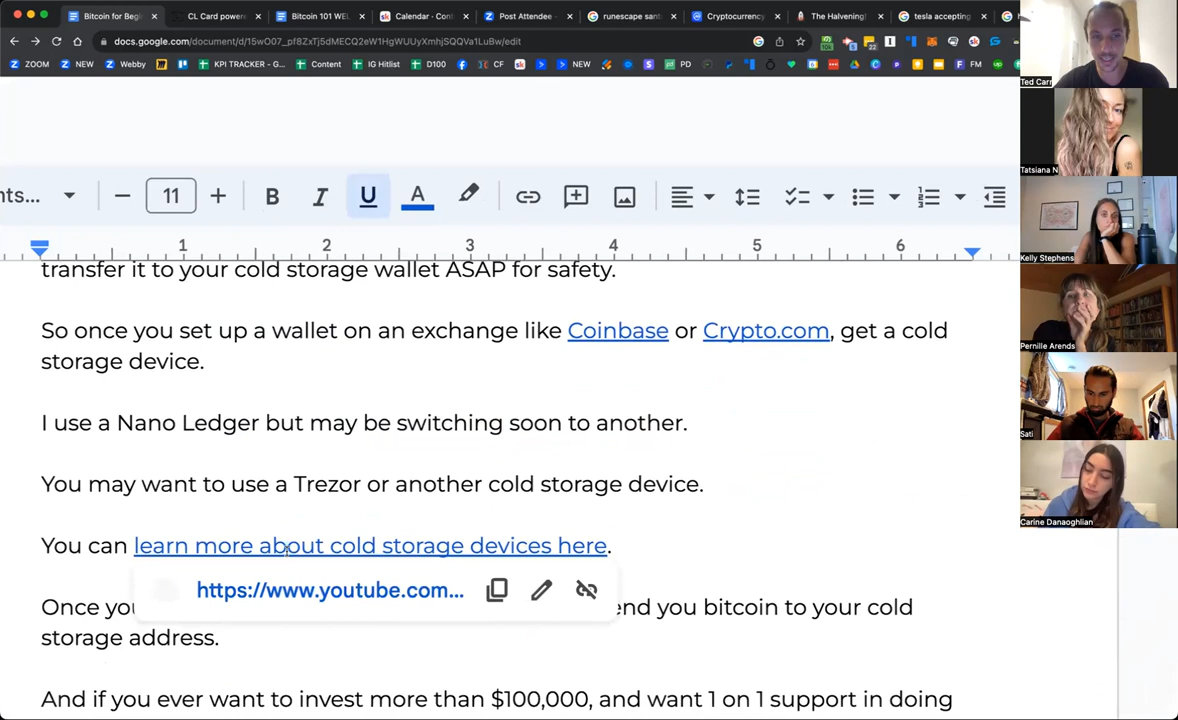 Bitcoin for Begi
CL Card powere
Bitcoin 101 WEL
Calendar - Cont
Post Attendee -
runescape sant
Cryptocurrency
The Halvening!
tesla accepting
docs.google.com/document/d/15wO07_pf8ZxTj5dMECQ2eW1HgWUUyXmhjSQQVa1LuBw/edit
ZOOM
NEW
Webby
KPI TRACKER - G...
Content
IG Hitlist
D100
CF
NEW
PD
FM
nts...
11
B
I
U
A
1
2
3
4
5
6
transfer it to your cold storage wallet ASAP for safety.
So once you set up a wallet on an exchange like Coinbase or Crypto.com, get a cold
storage device.
I use a Nano Ledger but may be switching soon to another.
You may want to use a Trezor or another cold storage device.
You can learn more about cold storage devices here.
https://www.youtube.com...
Once you end you bitcoin to your cold
storage address.
And if you ever want to invest more than $100,000, and want 1 on 1 support in doing
Ted Carr
Tatsiana N
Kelly Stephens
Pernille Arends
Sati
Carine Danaoghlian